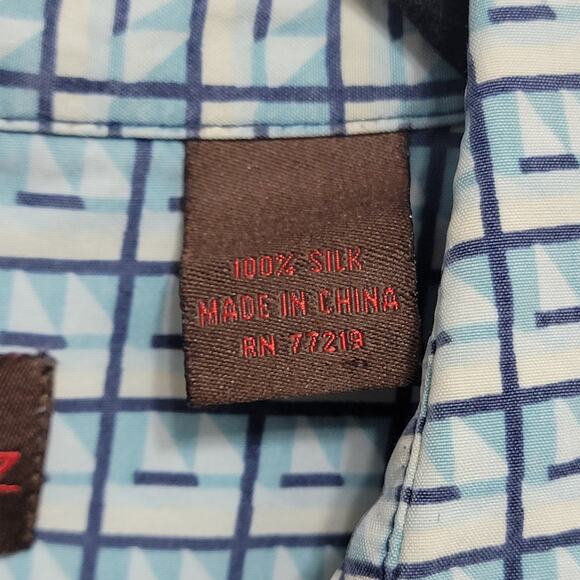 100% SILK
MADE IN CHINA
RN 77219